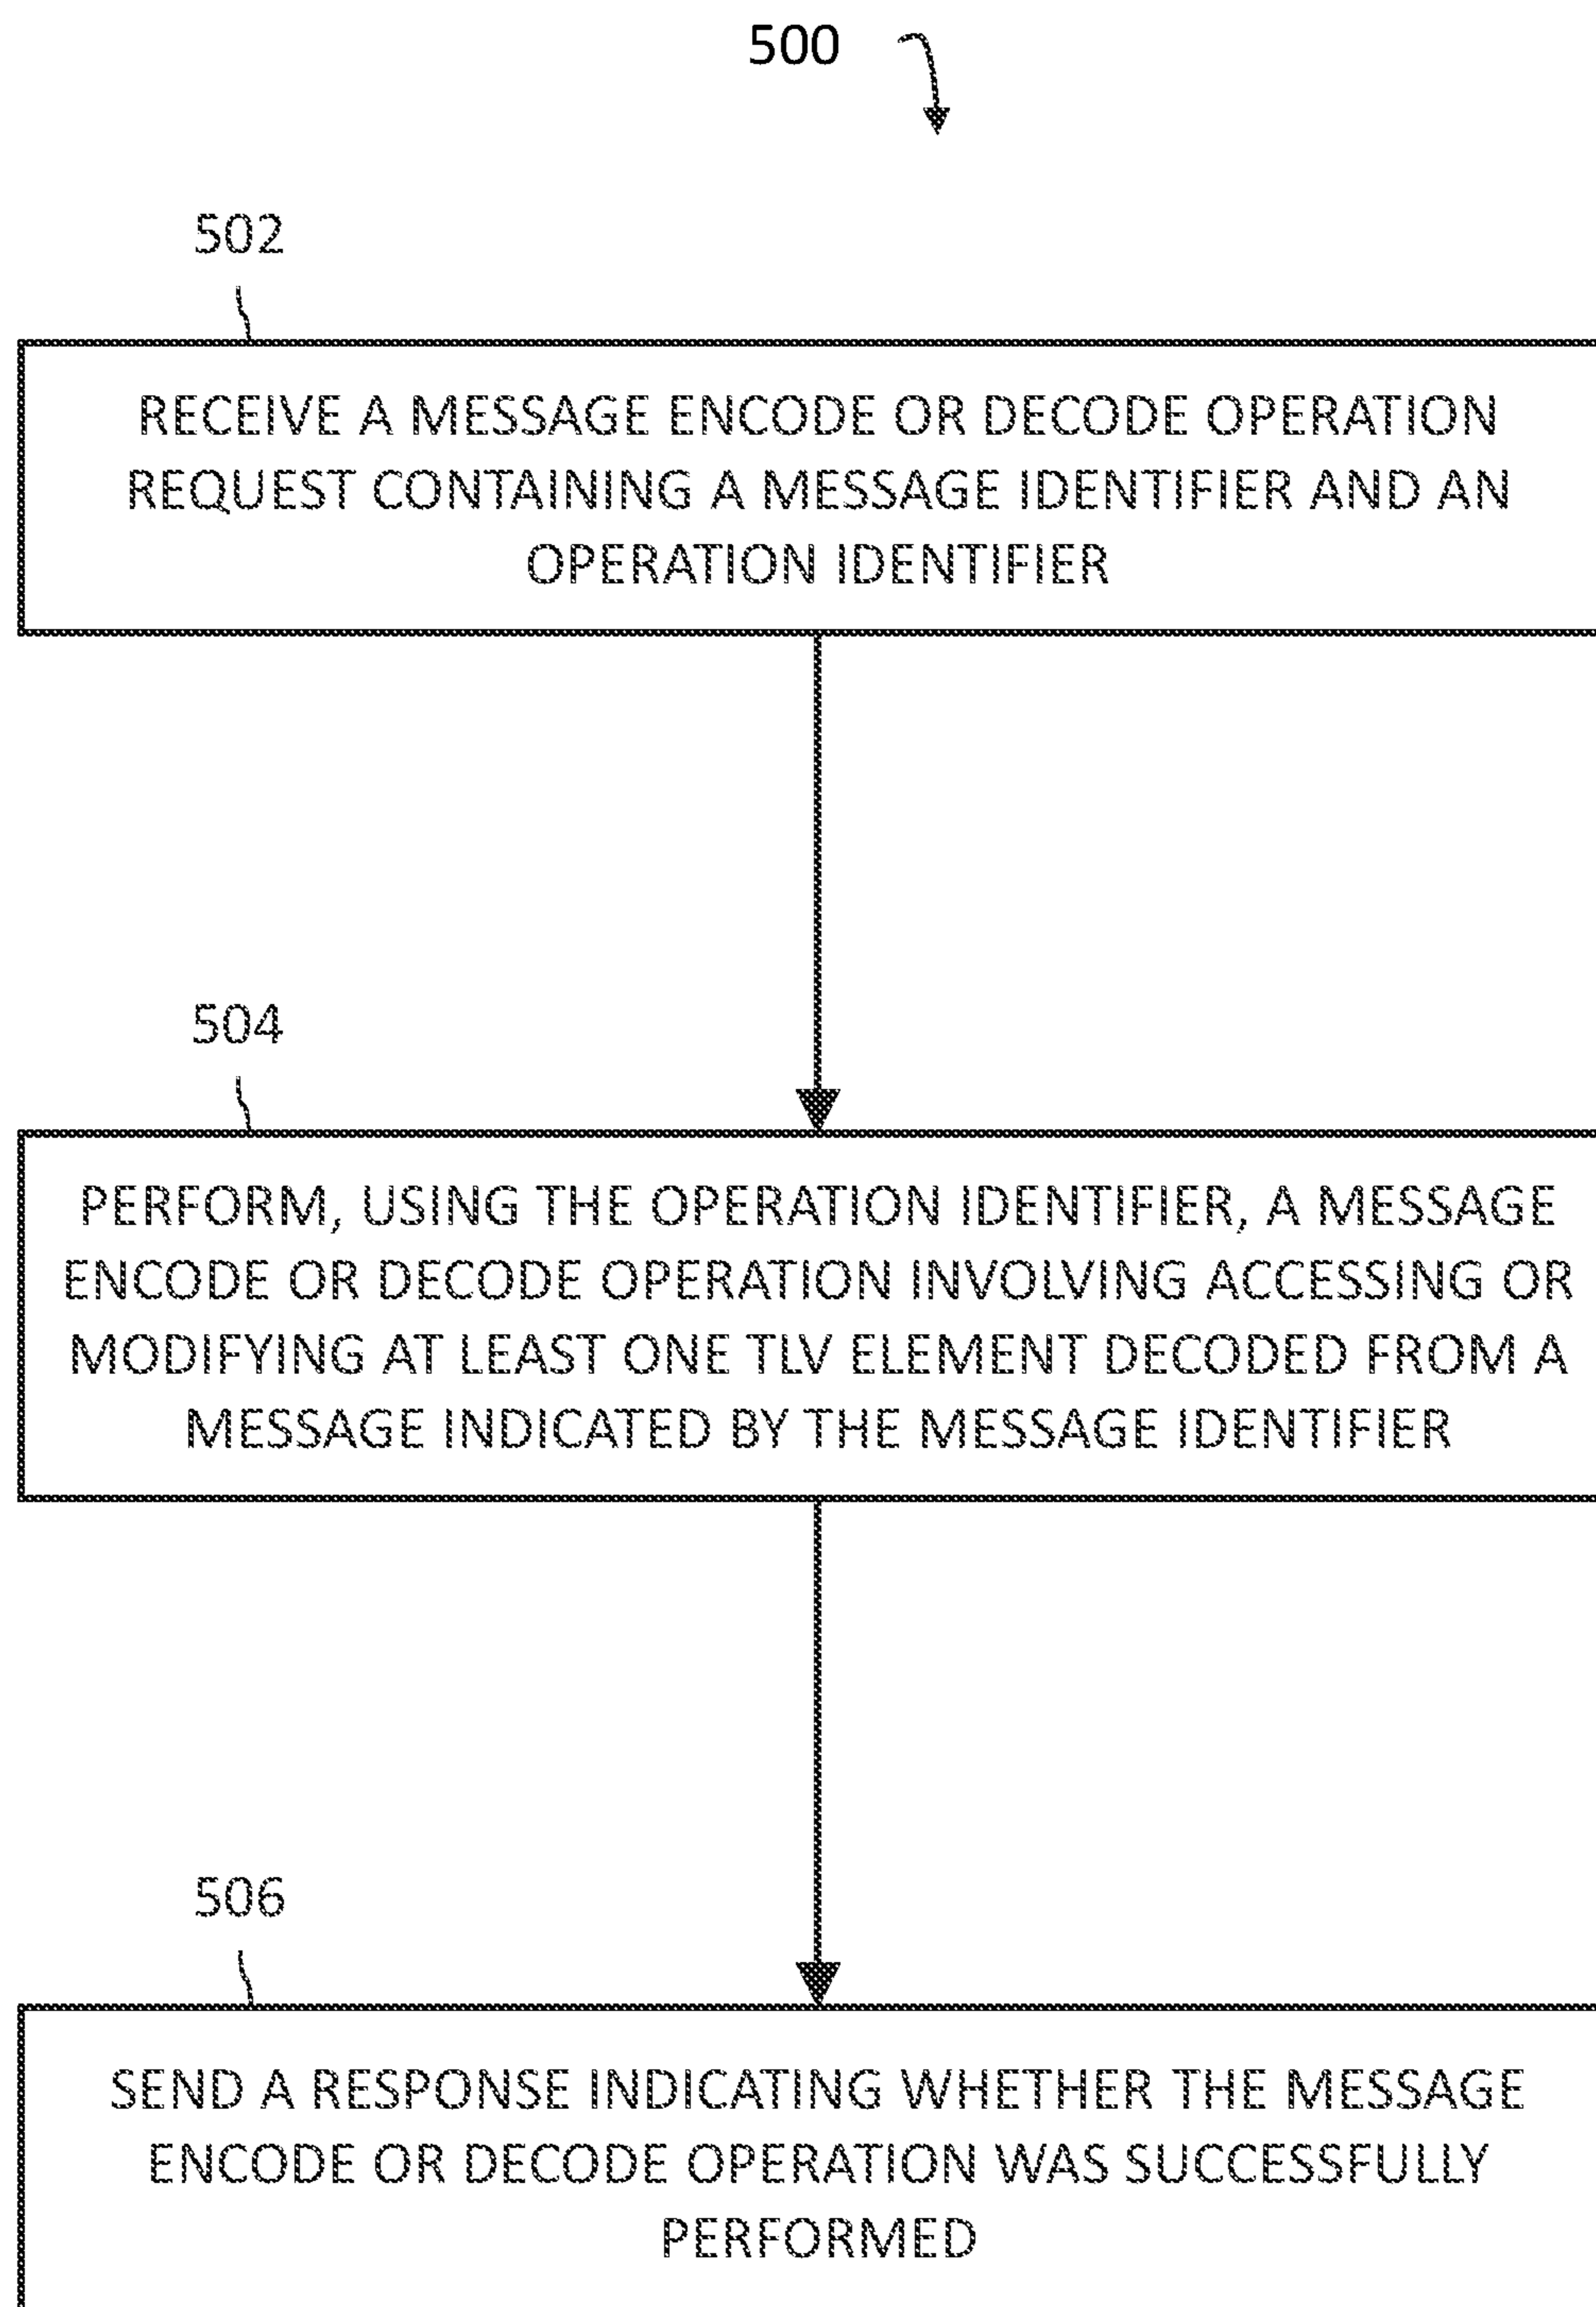 500
502
RECEIVE A MESSAGE ENCODE OR DECODE OPERATION
REQUEST CONTAINING A MESSAGE IDENTIFIER AND AN
OPERATION IDENTIFIER
504
PERFORM, USING THE OPERATION IDENTIFIER, A MESSAGE
ENCODE OR DECODE OPERATION INVOLVING ACCESSING OR
MODIFYING AT LEAST ONE TLV ELEMENT DECODED FROM A
MESSAGE INDICATED BY THE MESSAGE IDENTIFIER
506
SEND A RESPONSE INDICATING WHETHER THE MESSAGE
ENCODE OR DECODE OPERATION WAS SUCCESSFULLY
PERFORMED